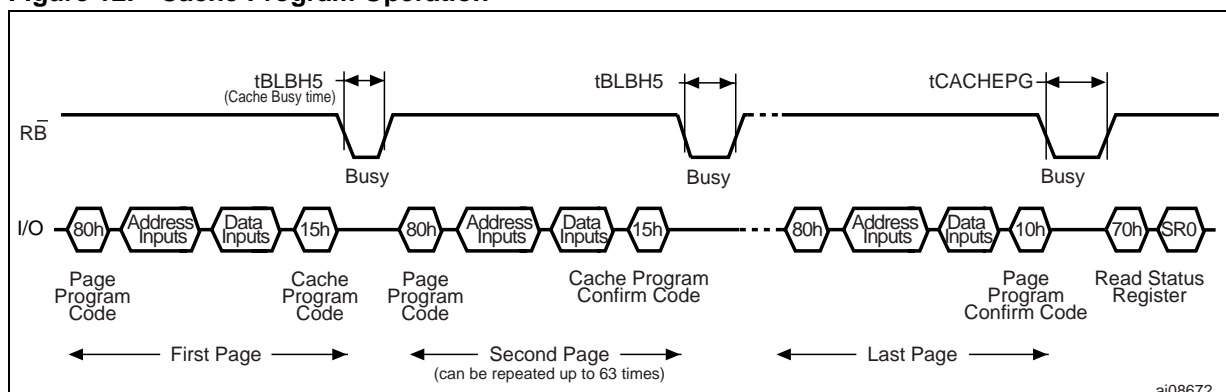 Figure 12. Cache Program Operation
tBLBH5
(Cache Busy time)
tBLBH5
tCACHEPG
RB
Busy
Busy
Busy
I/O
80h
Address Inputs
Data Inputs
15h
80h
Address Inputs
Data Inputs
15h
80h
Address Inputs
Data Inputs
10h
70h
SR0
Page
Program
Code
Cache
Program
Code
Page
Program
Code
Cache Program
Confirm Code
Page
Program
Confirm Code
Read Status
Register
First Page
Second Page
(can be repeated up to 63 times)
Last Page
ai08672